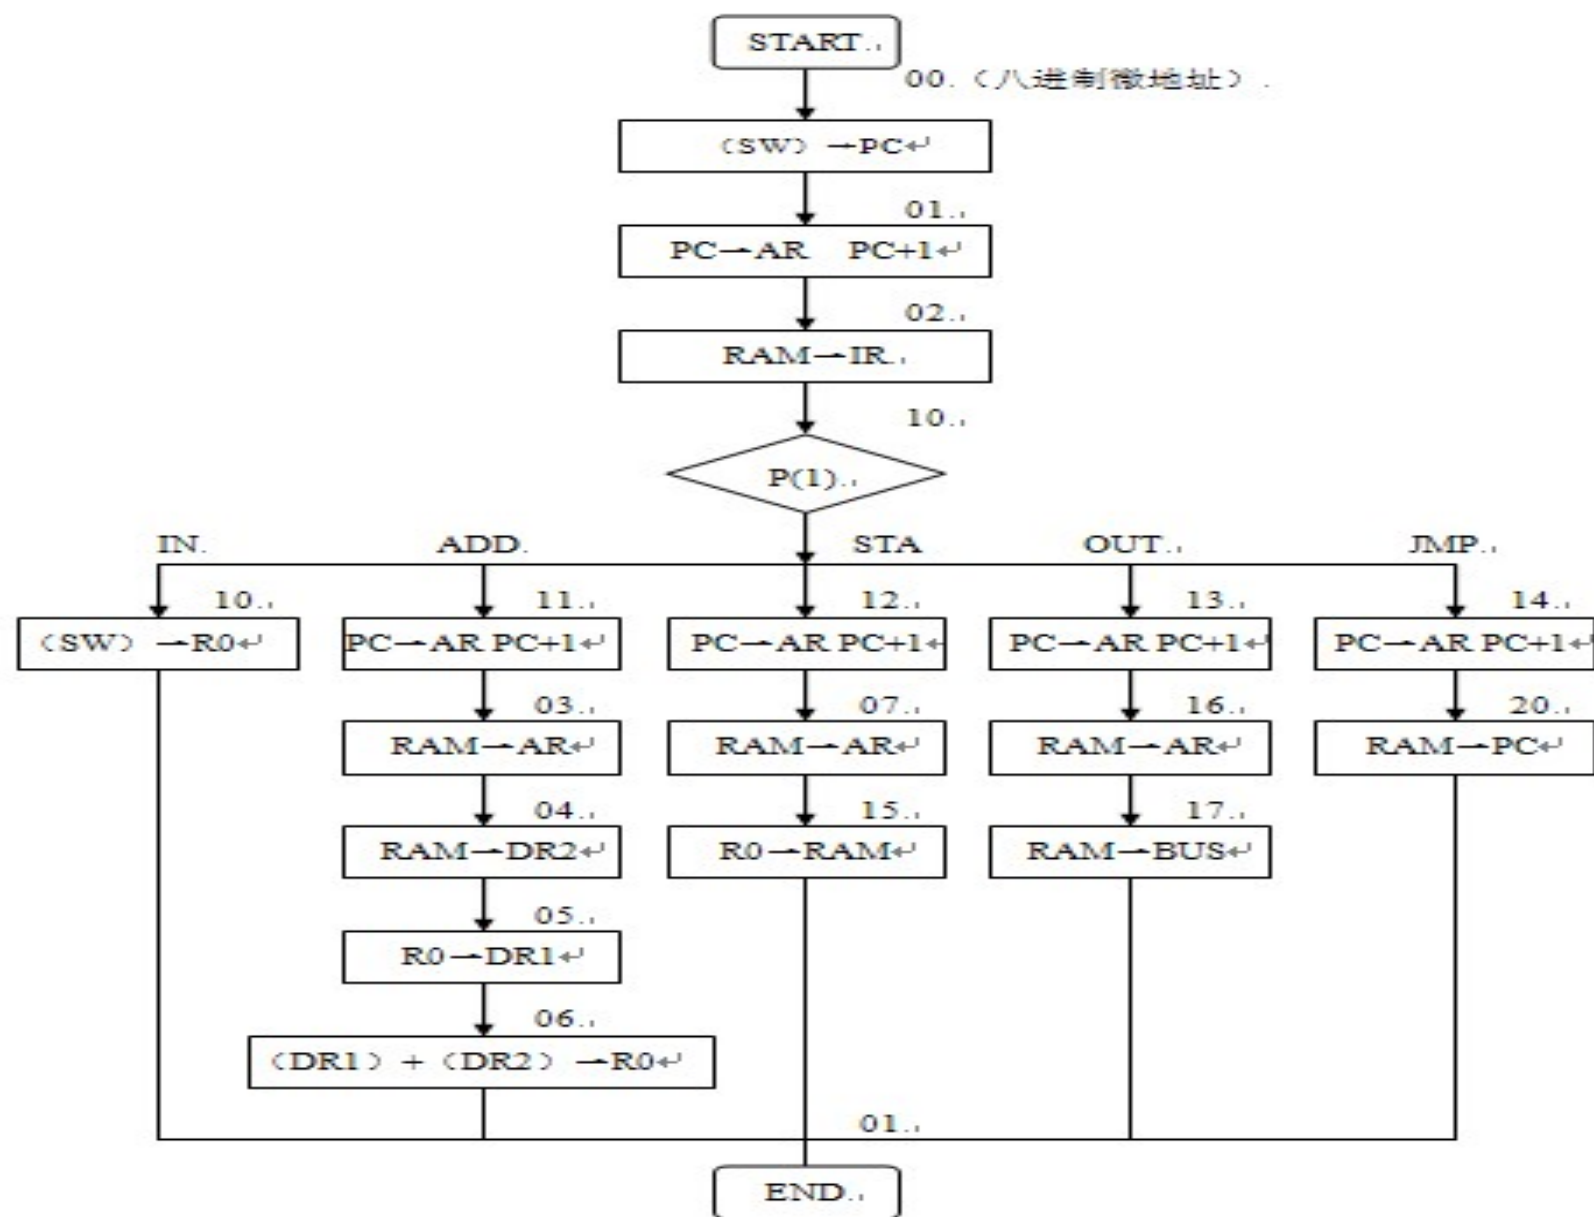 START.
00.（八进制微地址）.
（SW）→PC↵
01.
PC→AR PC+1↵
02.
RAM→IR.
10.
P(1).
IN. ADD. STA OUT. JMP.
10. 11. 12. 13. 14.
（SW）→R0↵ PC→AR PC+1↵ PC→AR PC+1↵ PC→AR PC+1↵ PC→AR PC+1↵
03. 07. 16. 20.
RAM→AR↵ RAM→AR↵ RAM→AR↵ RAM→PC↵
04. 15. 17.
RAM→DR2↵ R0→RAM↵ RAM→BUS↵
05.
R0→DR1↵
06.
（DR1）+（DR2）→R0↵
01.
END.